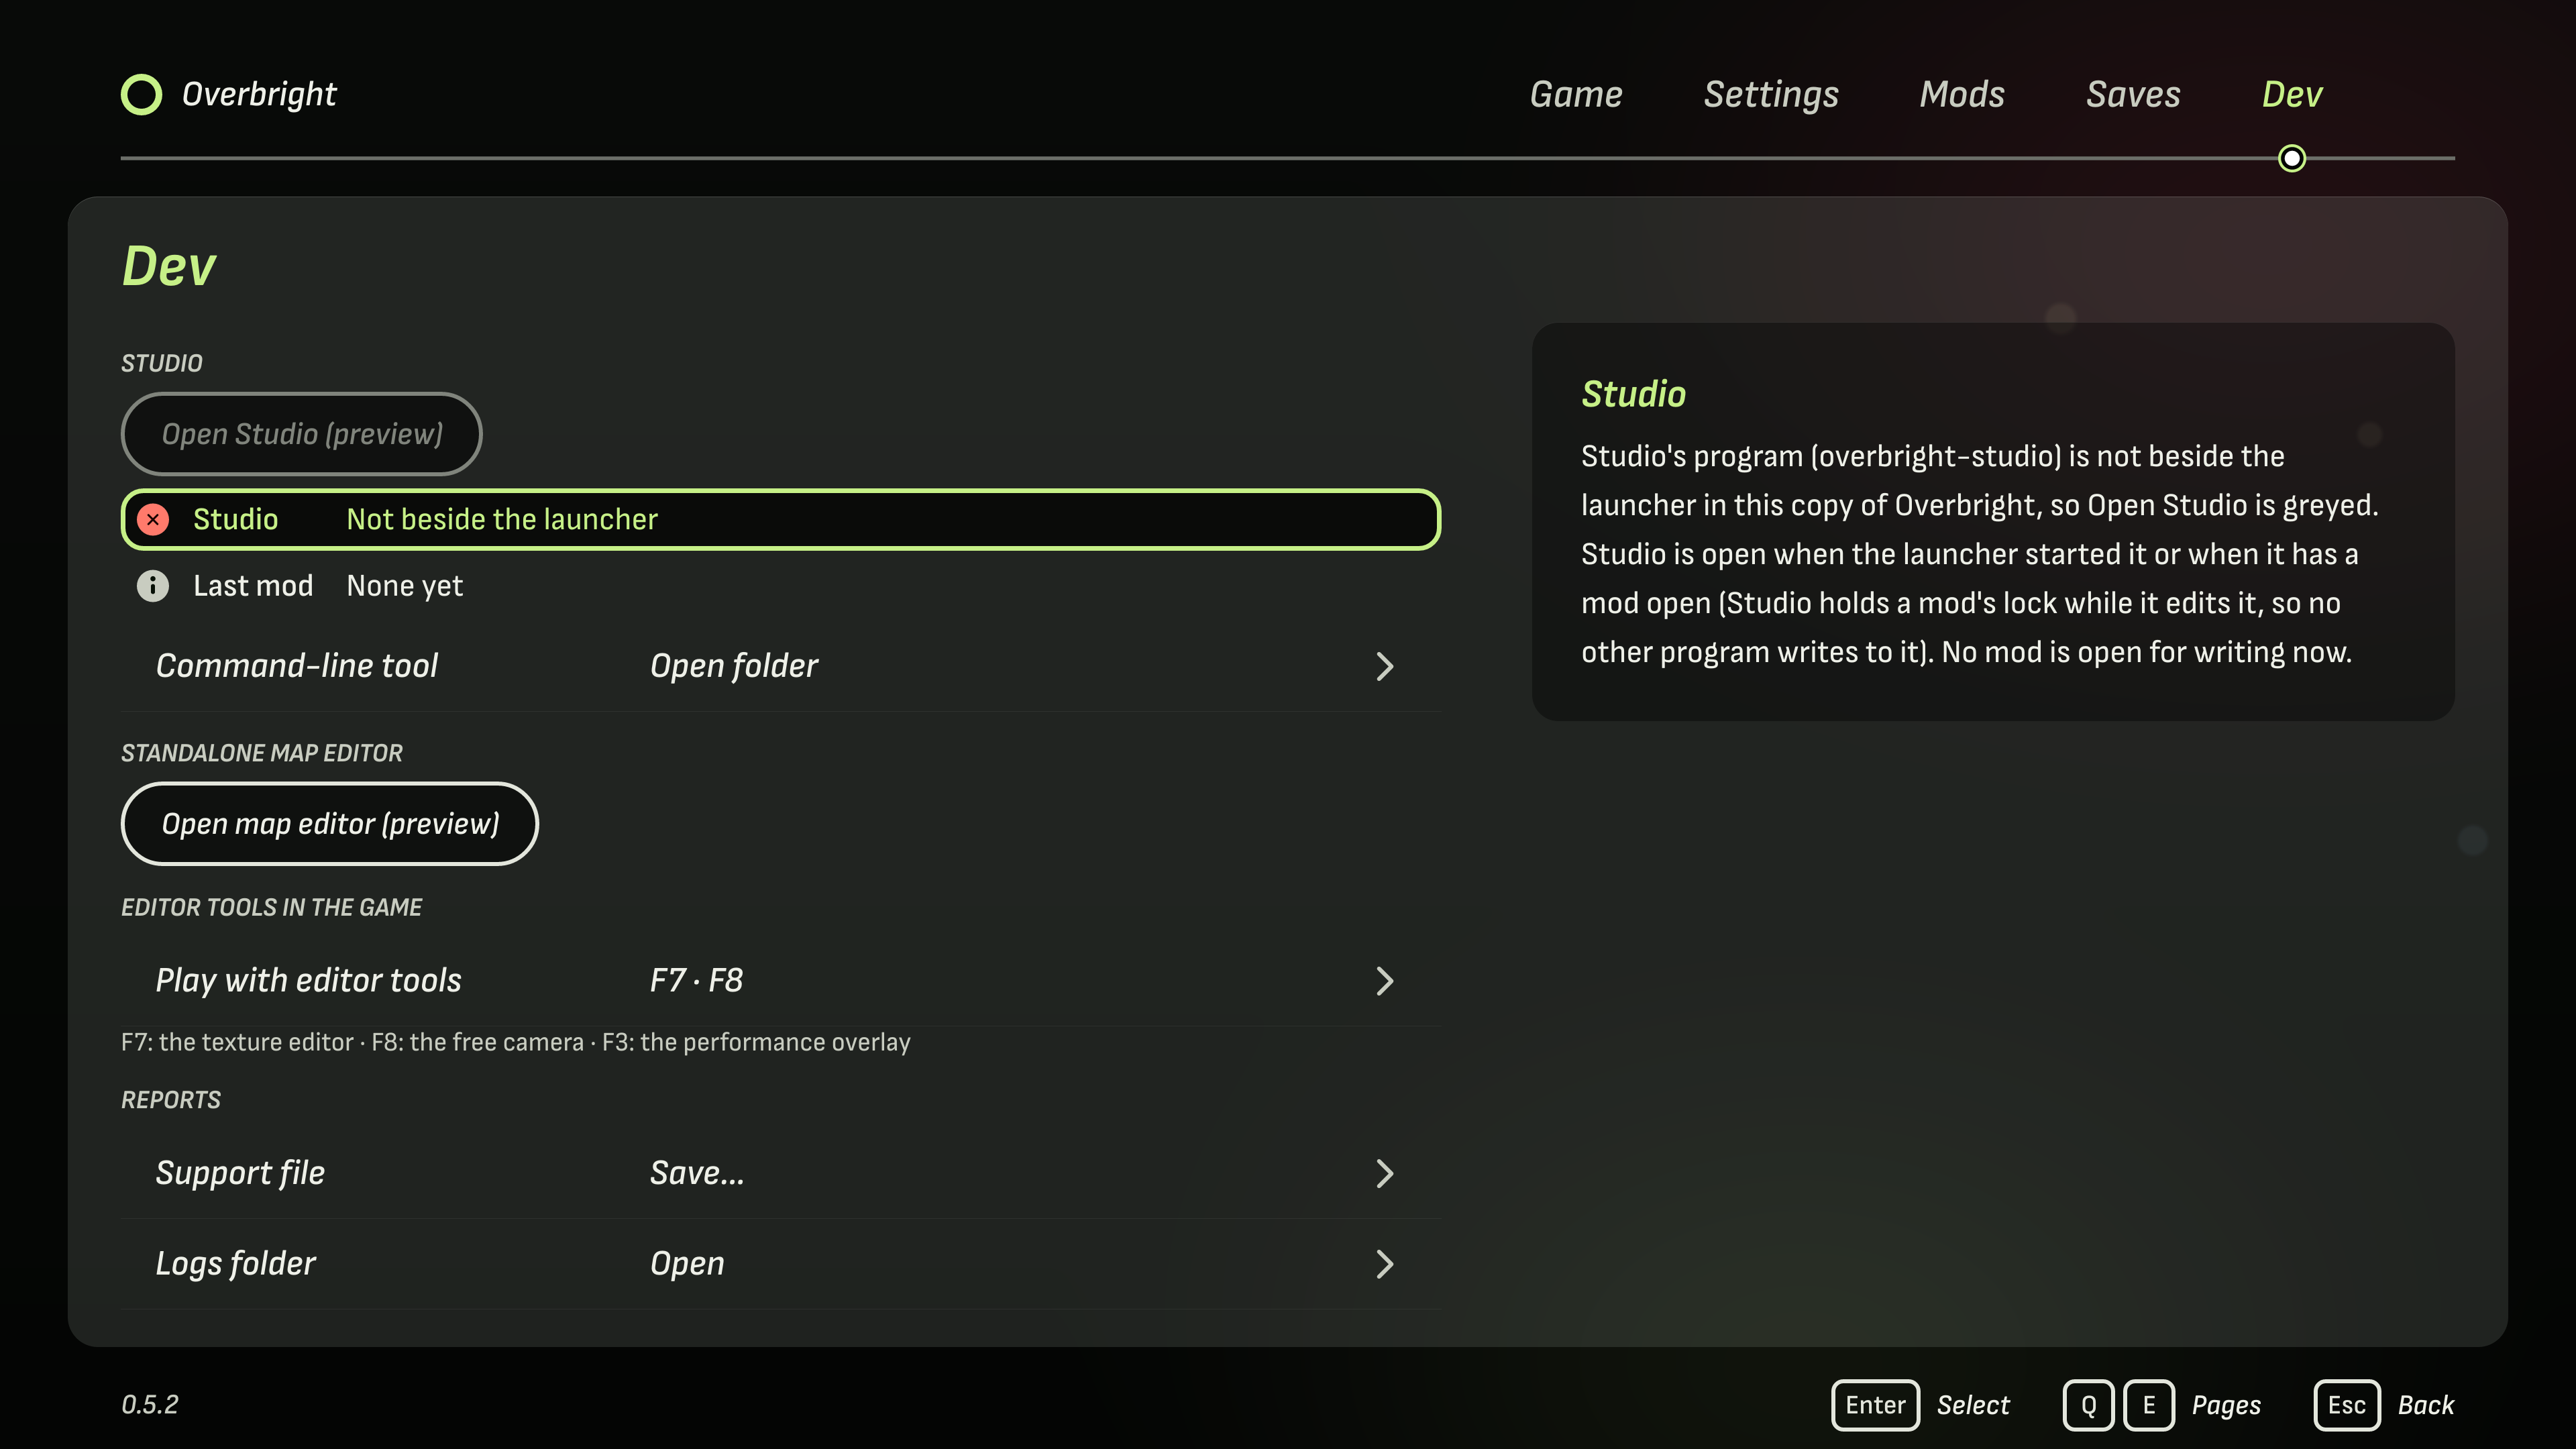 Overbright
Game Settings Mods Saves Dev
Dev
STUDIO
Open Studio (preview)
Studio Not beside the launcher
Last mod None yet
Command-line tool Open folder
STANDALONE MAP EDITOR
Open map editor (preview)
EDITOR TOOLS IN THE GAME
Play with editor tools F7 · F8
F7: the texture editor · F8: the free camera · F3: the performance overlay
REPORTS
Support file Save...
Logs folder Open
Studio
Studio's program (overbright-studio) is not beside the
launcher in this copy of Overbright, so Open Studio is greyed.
Studio is open when the launcher started it or when it has a
mod open (Studio holds a mod's lock while it edits it, so no
other program writes to it). No mod is open for writing now.
0.5.2
Enter Select Q E Pages Esc Back